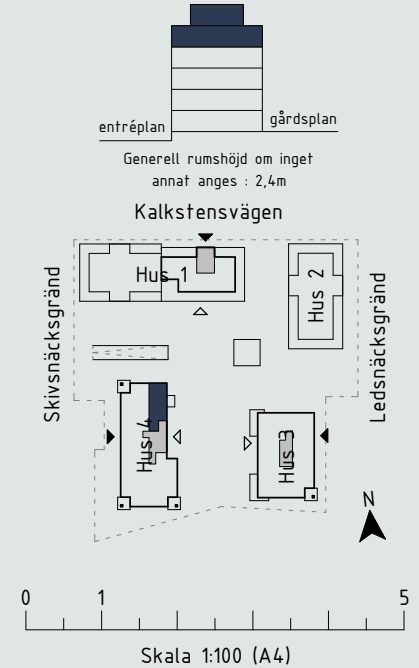 entréplan
gårdsplan
Generell rumshöjd om inget
annat anges : 2,4m
Kalkstensvägen
Skivsnäcksgränd
Hus 1
Hus 2
Ledsnäcksgränd
Hus 4
Hus 3
N
0 1 5
Skala 1:100 (A4)